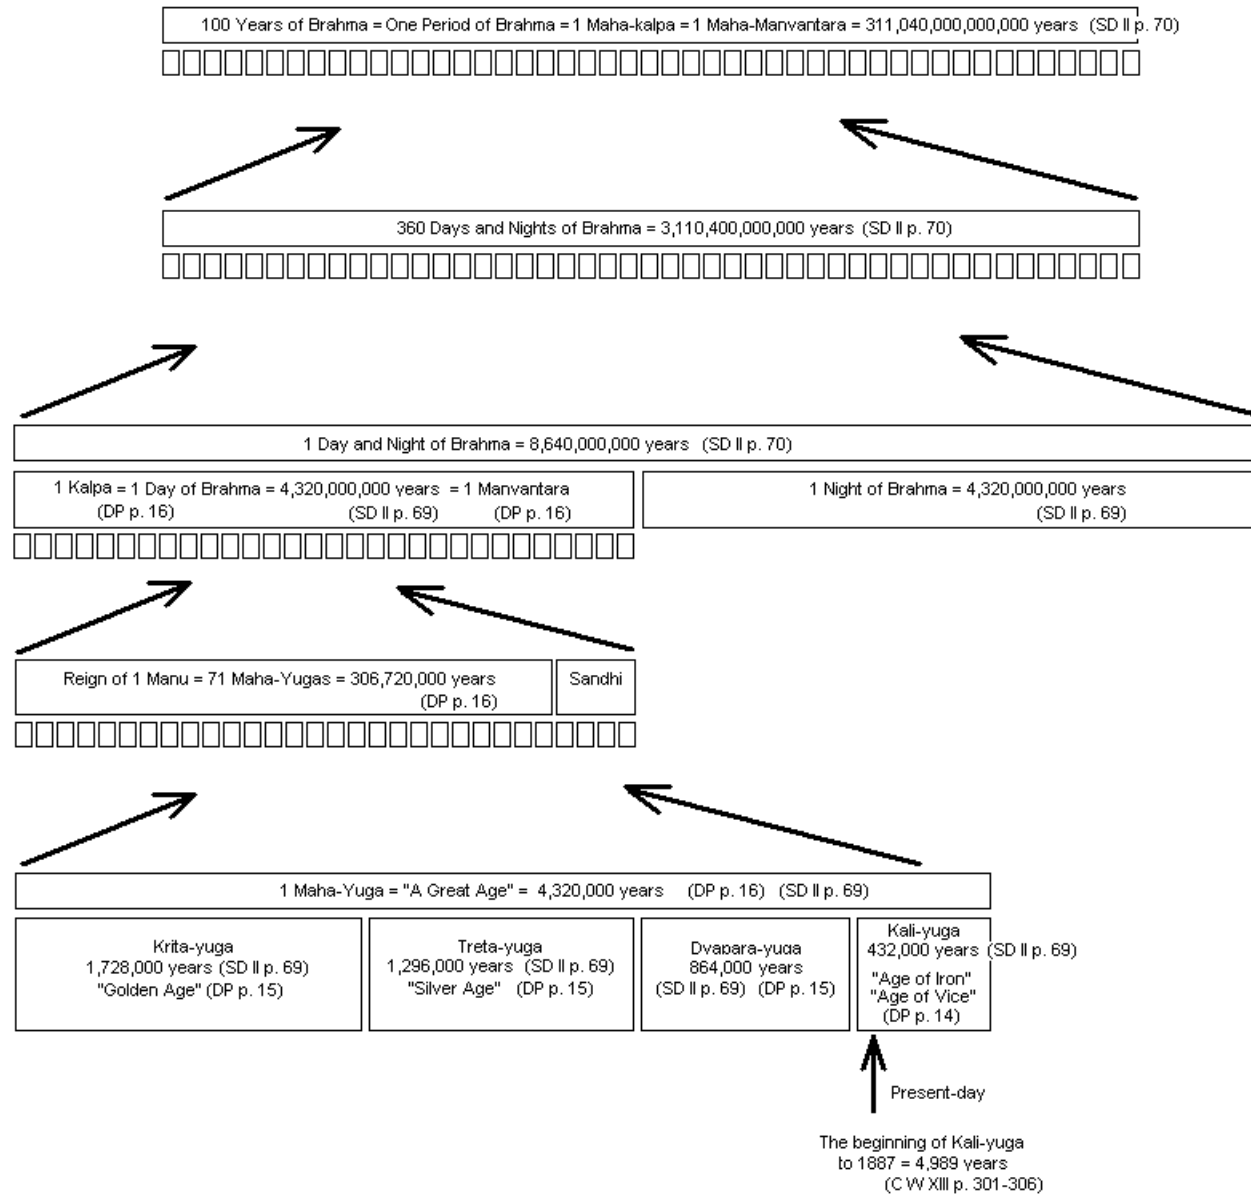 100 Years of Brahma = One Period of Brahma = 1 Maha-kalpa = 1 Maha-Manvantara = 311,040,000,000,000 years (SD II p. 70)
360 Days and Nights of Brahma = 3,110,400,000,000 years (SD II p. 70)
1 Day and Night of Brahma = 8,640,000,000 years (SD II p. 70)
1 Kalpa = 1 Day of Brahma = 4,320,000,000 years = 1 Manvantara
(DP p. 16) (SD II p. 69) (DP p. 16)
1 Night of Brahma = 4,320,000,000 years
(SD II p. 69)
Reign of 1 Manu = 71 Maha-Yugas = 306,720,000 years
(DP p. 16)
Sandhi
1 Maha-Yuga = "A Great Age" = 4,320,000 years (DP p. 16) (SD II p. 69)
Krita-yuga
1,728,000 years (SD II p. 69)
"Golden Age" (DP p. 15)
Treta-yuga
1,296,000 years (SD II p. 69)
"Silver Age" (DP p. 15)
Dvapara-yuga
864,000 years
(SD II p. 69) (DP p. 15)
Kali-yuga
432,000 years (SD II p. 69)
"Age of Iron"
"Age of Vice"
(DP p. 14)
Present-day
The beginning of Kali-yuga
to 1887 = 4,989 years
(C W XIII p. 301-306)